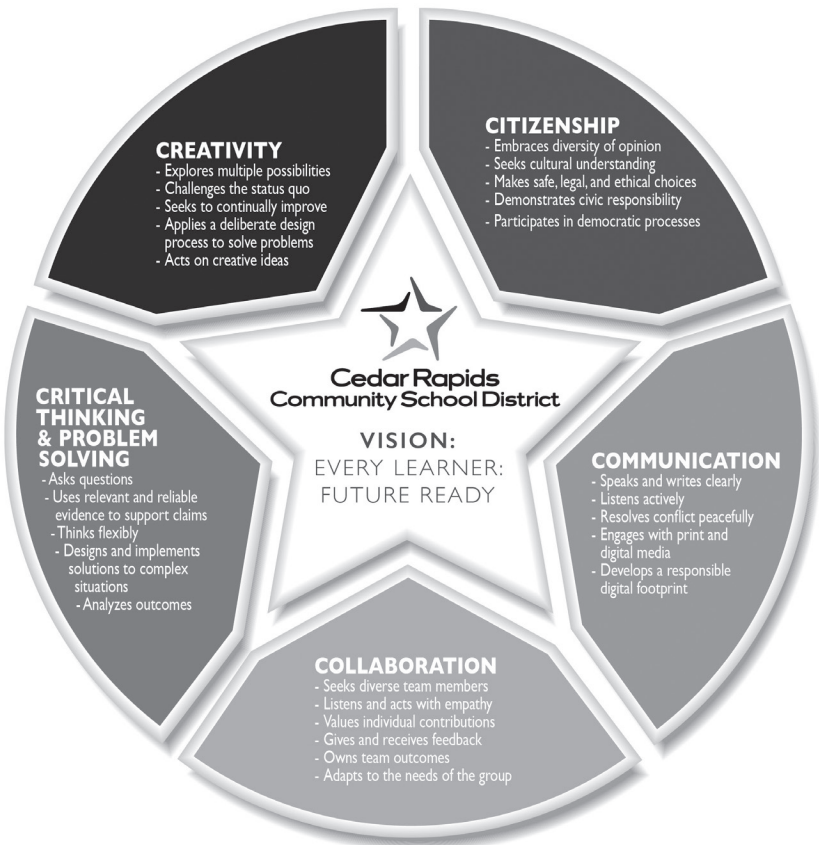 CREATIVITY
- Explores multiple possibilities
- Challenges the status quo
- Seeks to continually improve
- Applies a deliberate design
process to solve problems
- Acts on creative ideas
CITIZENSHIP
- Embraces diversity of opinion
- Seeks cultural understanding
- Makes safe, legal, and ethical choices
- Demonstrates civic responsibility
- Participates in democratic processes
Cedar Rapids
Community School District
VISION:
EVERY LEARNER:
FUTURE READY
CRITICAL
THINKING
& PROBLEM
SOLVING
- Asks questions
- Uses relevant and reliable
evidence to support claims
- Thinks flexibly
- Designs and implements
solutions to complex
situations
- Analyzes outcomes
COMMUNICATION
- Speaks and writes clearly
- Listens actively
- Resolves conflict peacefully
- Engages with print and
digital media
- Develops a responsible
digital footprint
COLLABORATION
- Seeks diverse team members
- Listens and acts with empathy
- Values individual contributions
- Gives and receives feedback
- Owns team outcomes
- Adapts to the needs of the group